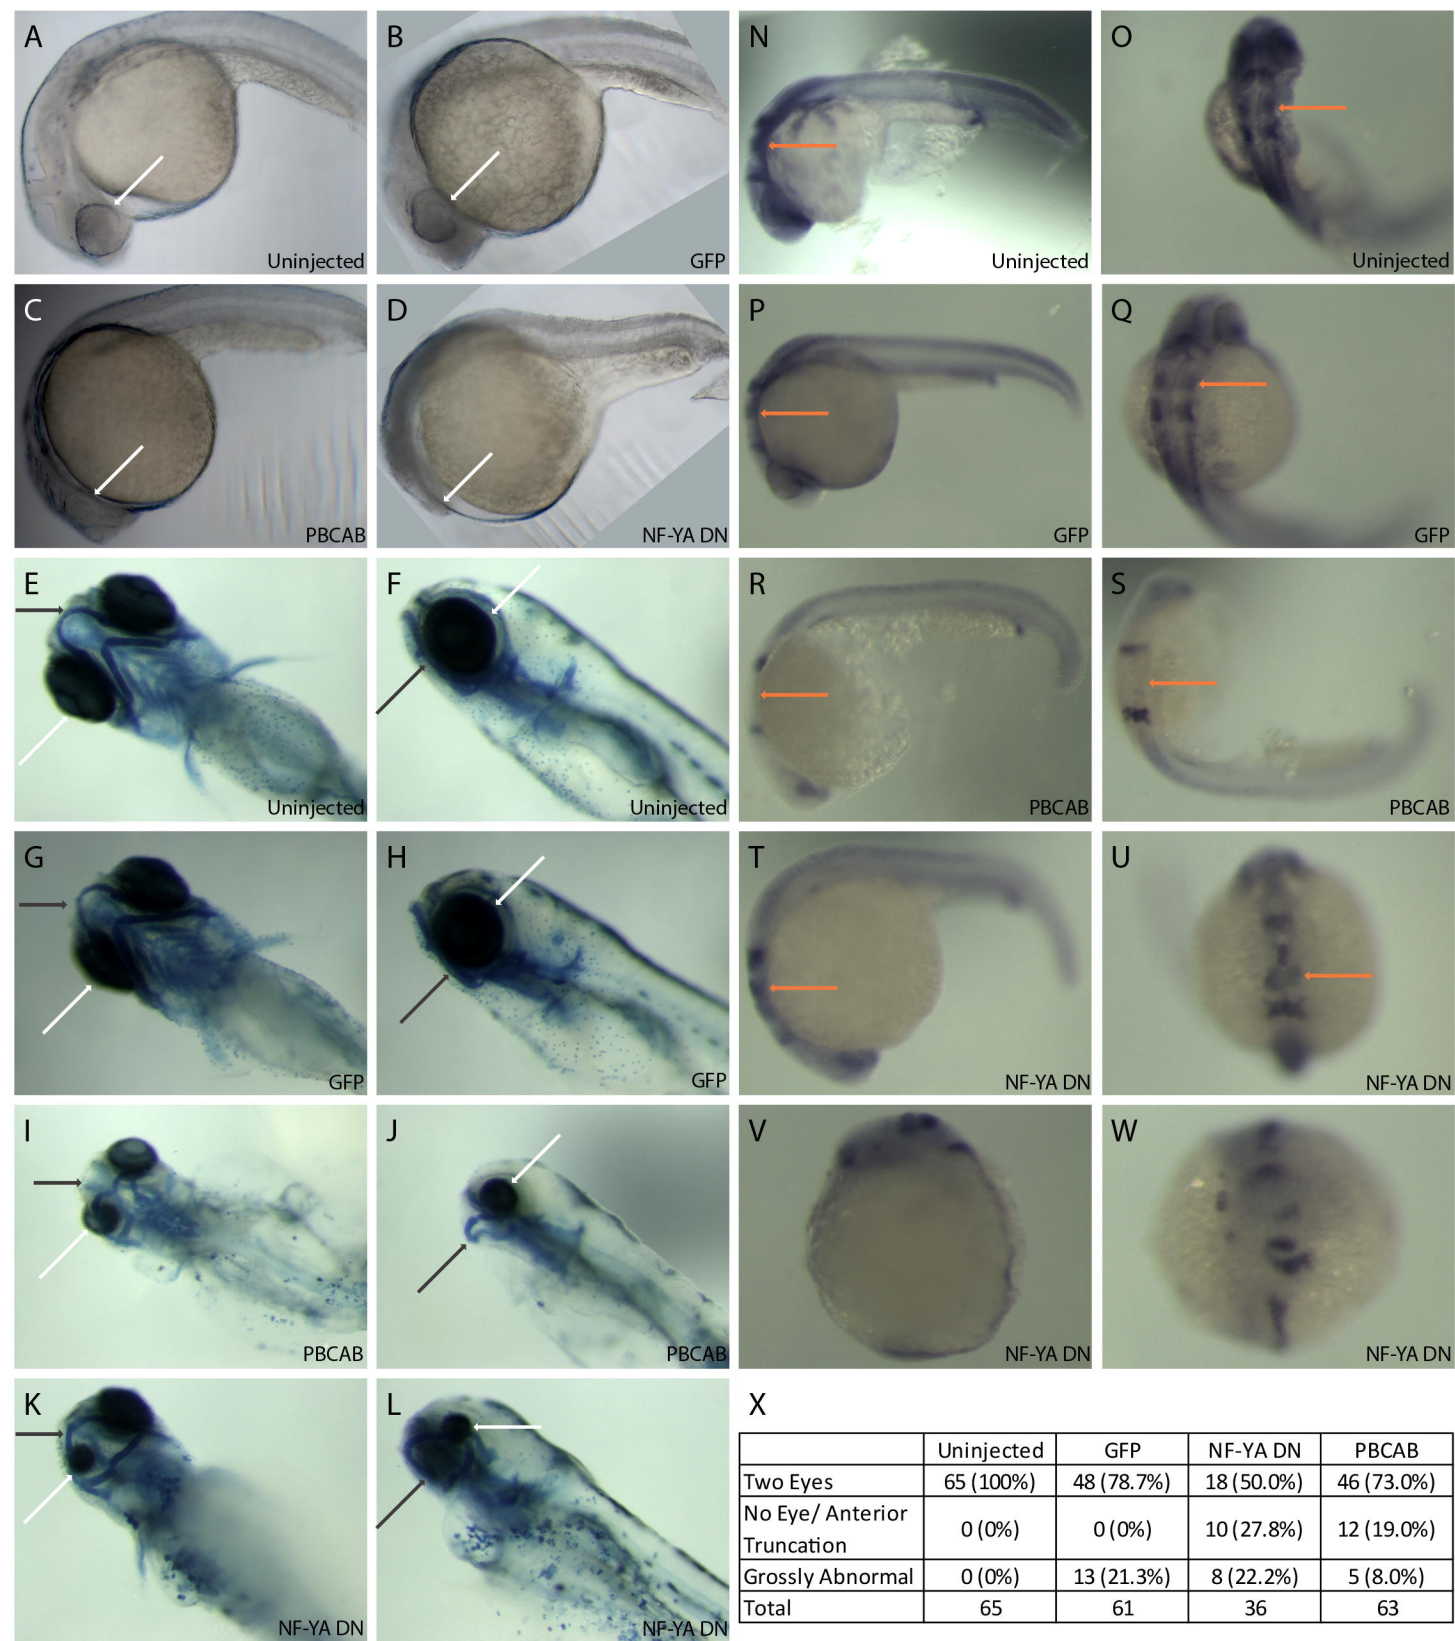 A
Uninjected
B
GFP
N
Uninjected
O
Uninjected
C
PBCAB
D
NF-YA DN
P
GFP
Q
GFP
E
Uninjected
F
Uninjected
R
PBCAB
S
PBCAB
G
GFP
H
GFP
T
NF-YA DN
U
NF-YA DN
I
PBCAB
J
PBCAB
V
NF-YA DN
W
NF-YA DN
K
NF-YA DN
L
NF-YA DN
X
Uninjected GFP NF-YA DN PBCAB
Two Eyes 65 (100%) 48 (78.7%) 18 (50.0%) 46 (73.0%)
No Eye/ Anterior
Truncation 0 (0%) 0 (0%) 10 (27.8%) 12 (19.0%)
Grossly Abnormal 0 (0%) 13 (21.3%) 8 (22.2%) 5 (8.0%)
Total 65 61 36 63